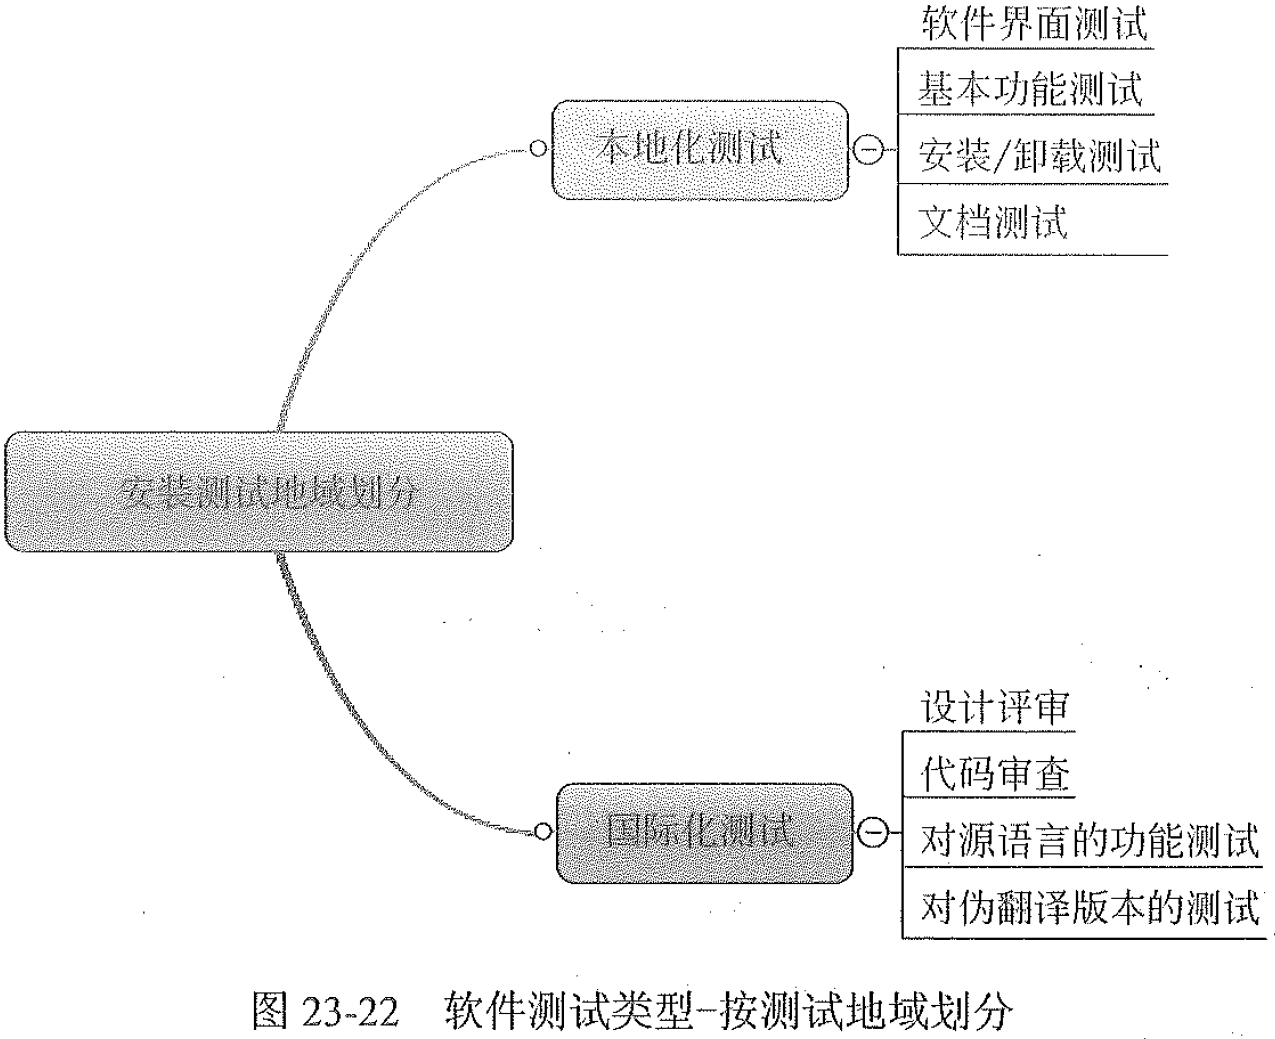 软件界面测试
基本功能测试
本地化测试
安装/卸载测试
文档测试
安装测试地域划分
设计评审
代码审查
国际化测试
对源语言的功能测试
对伪翻译版本的测试
图 23-22 软件测试类型-按测试地域划分